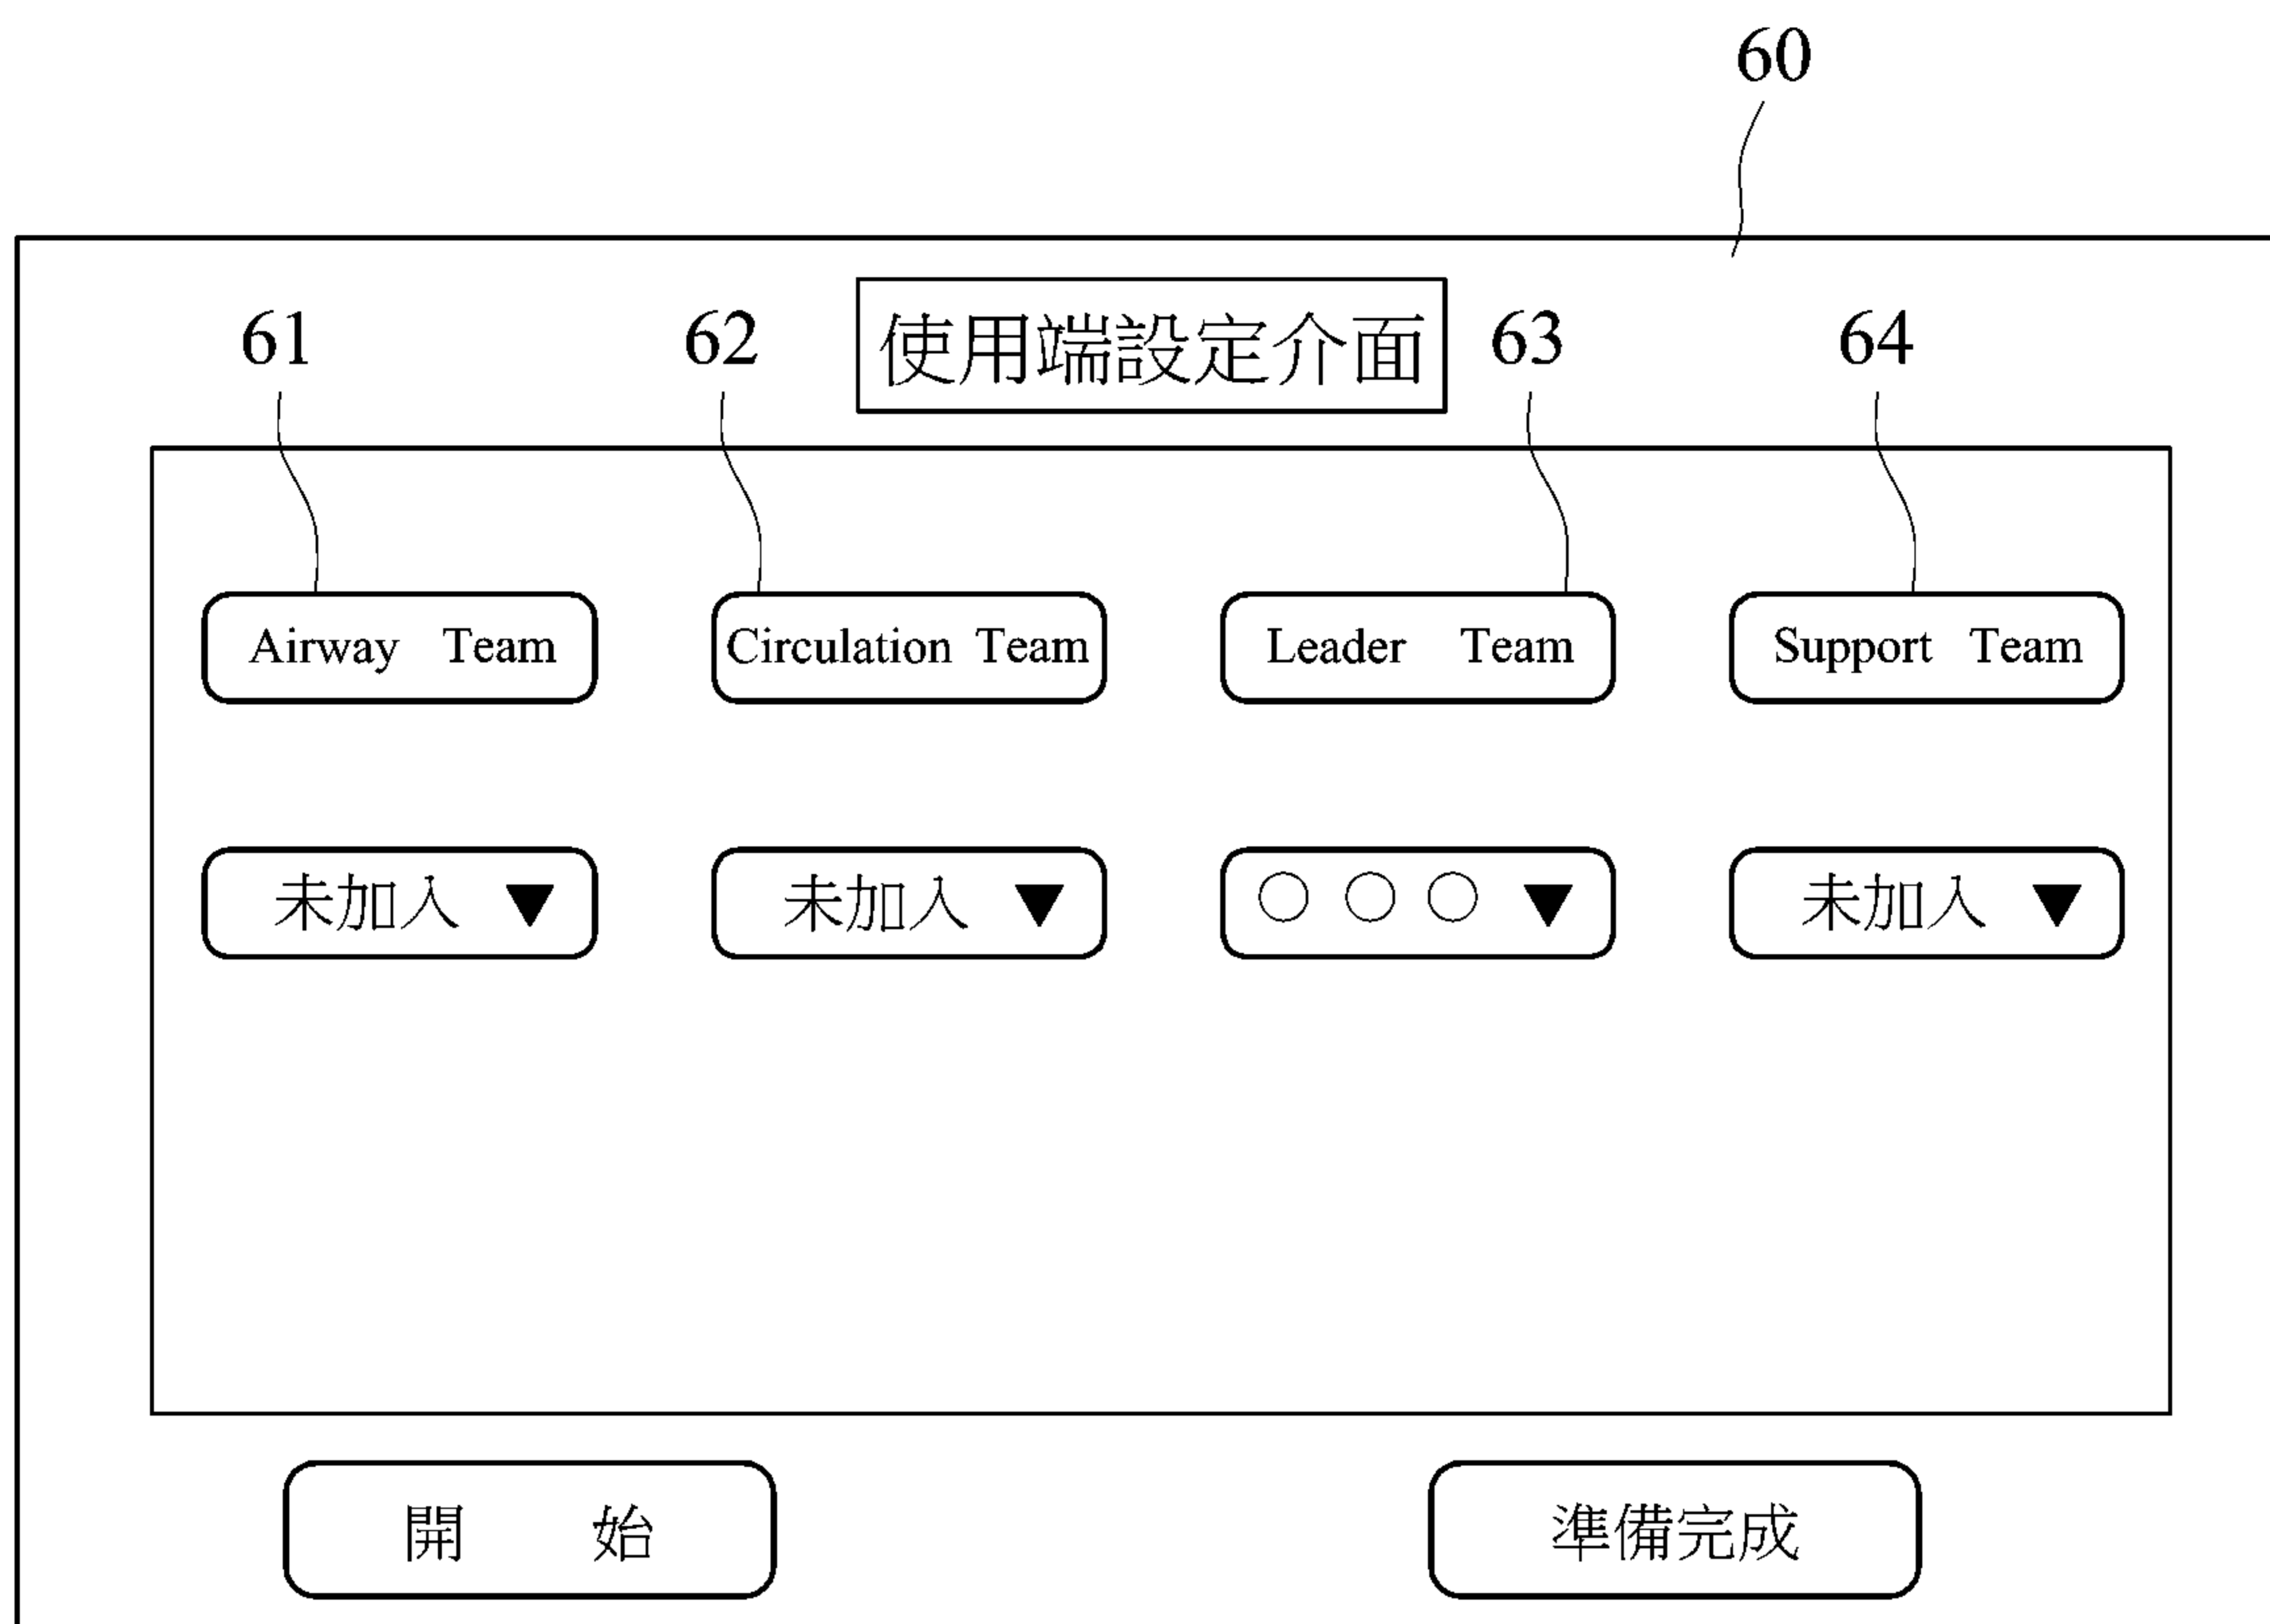 60
使用端設定介面
61 62 63 64
Airway Team Circulation Team Leader Team Support Team
未加入 ▼ 未加入 ▼ ○○○ ▼ 未加入 ▼
開 始 準備完成